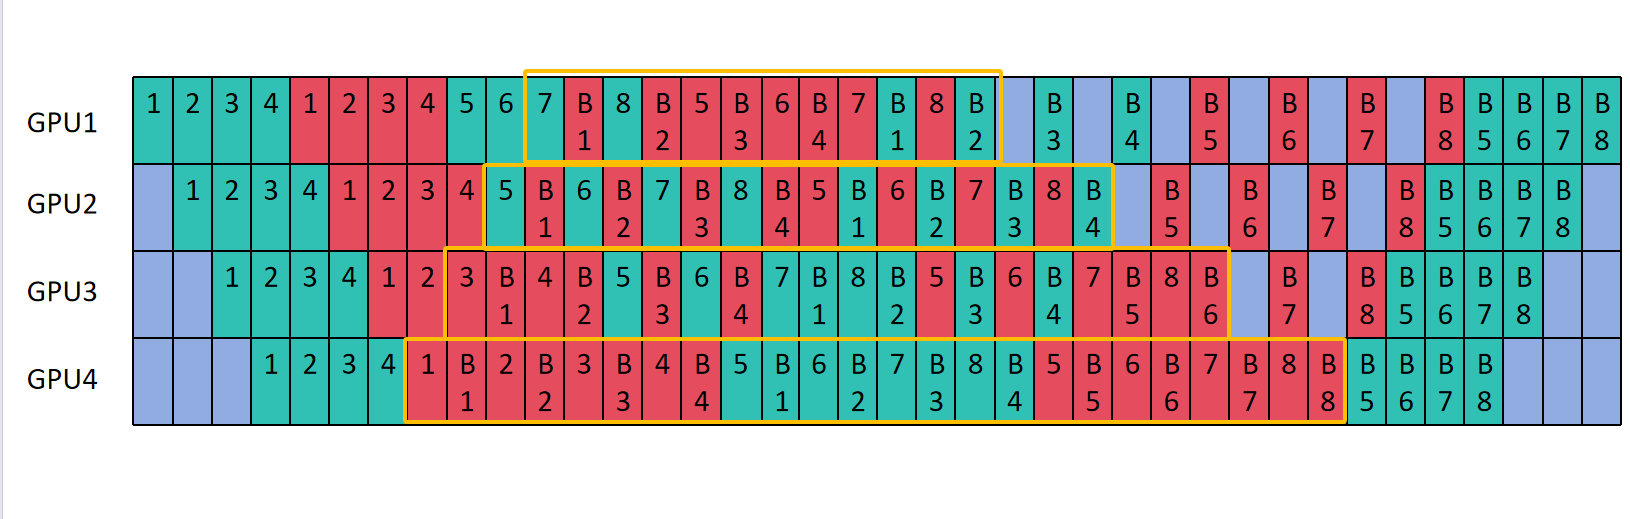 GPU1 1 2 3 4 1 2 3 4 5 6 7 B 1 8 B 2 5 B 3 6 B 4 7 B 1 8 B 2 B 3 B 4 B 5 B 6 B 7 B 8 B 5 B 6 B 7 B 8
GPU2 1 2 3 4 1 2 3 4 5 B 1 6 B 2 7 B 3 8 B 4 5 B 1 6 B 2 7 B 3 8 B 4 B 5 B 6 B 7 B 8 B 5 B 6 B 7 B 8
GPU3 1 2 3 4 1 2 3 B 1 4 B 2 5 B 3 6 B 4 7 B 1 8 B 2 5 B 3 6 B 4 7 B 5 8 B 6 B 7 B 8 B 5 B 6 B 7 B 8
GPU4 1 2 3 4 1 B 1 2 B 2 3 B 3 4 B 4 5 B 1 6 B 2 7 B 3 8 B 4 5 B 5 6 B 6 7 B 7 8 B 8 B 5 B 6 B 7 B 8